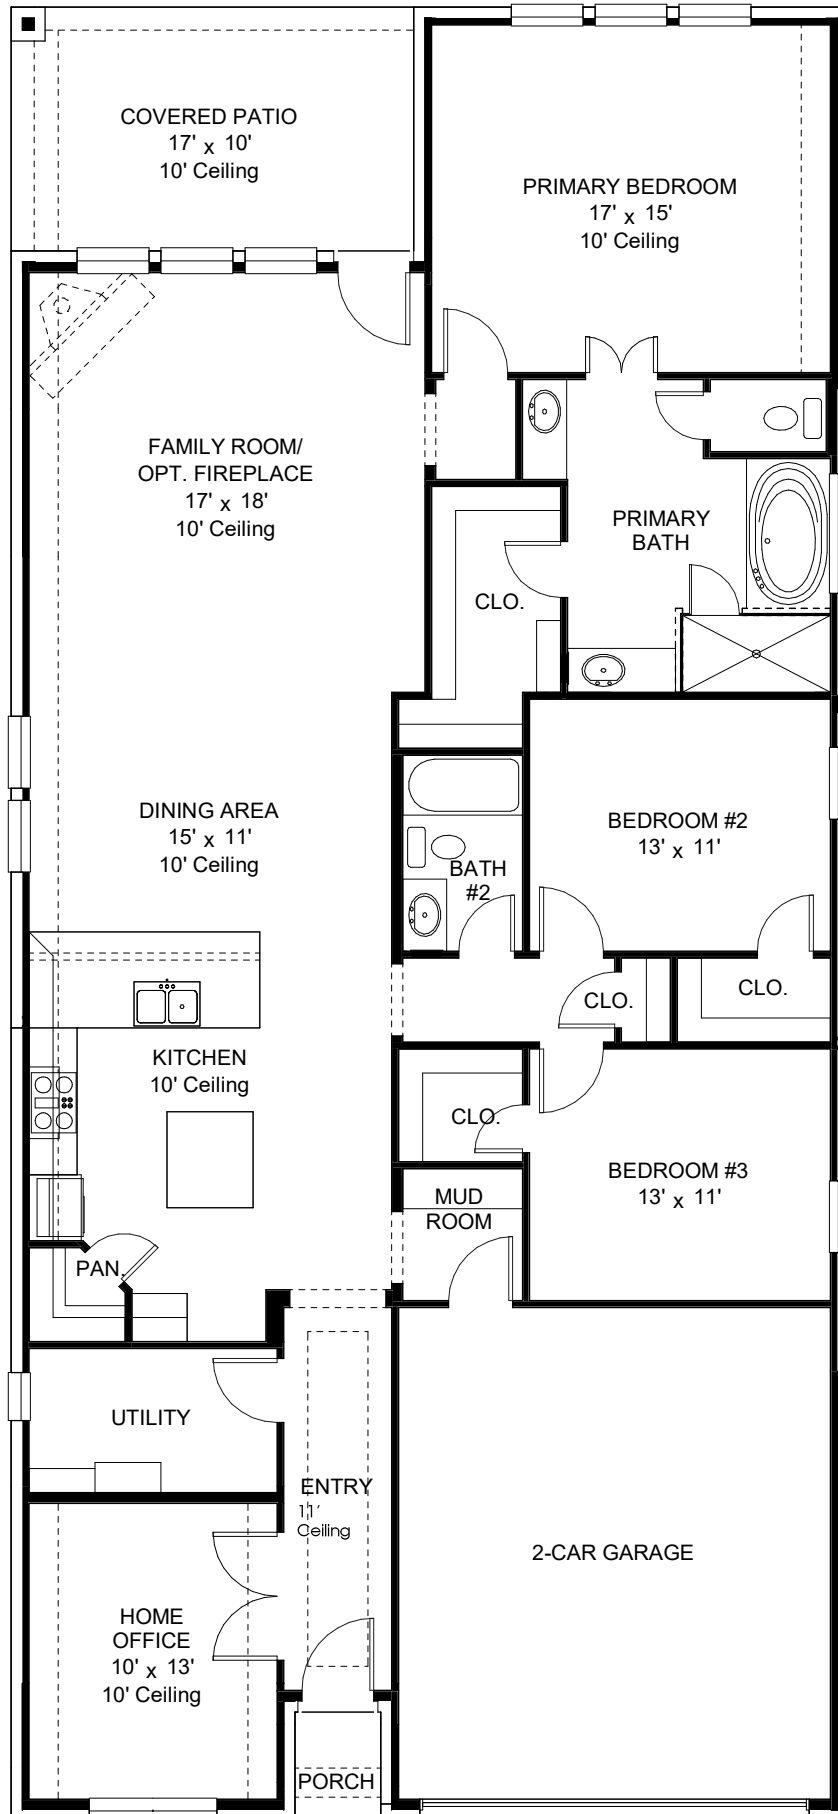 COVERED PATIO
17' x 10'
10' Ceiling
PRIMARY BEDROOM
17' x 15'
10' Ceiling
FAMILY ROOM/
OPT. FIREPLACE
17' x 18'
10' Ceiling
PRIMARY
BATH
CLO.
DINING AREA
15' x 11'
10' Ceiling
BEDROOM #2
13' x 11'
BATH
#2
CLO.
CLO.
KITCHEN
10' Ceiling
CLO.
BEDROOM #3
13' x 11'
MUD
ROOM
PAN.
UTILITY
ENTRY
11'
Ceiling
2-CAR GARAGE
HOME
OFFICE
10' x 13'
10' Ceiling
PORCH